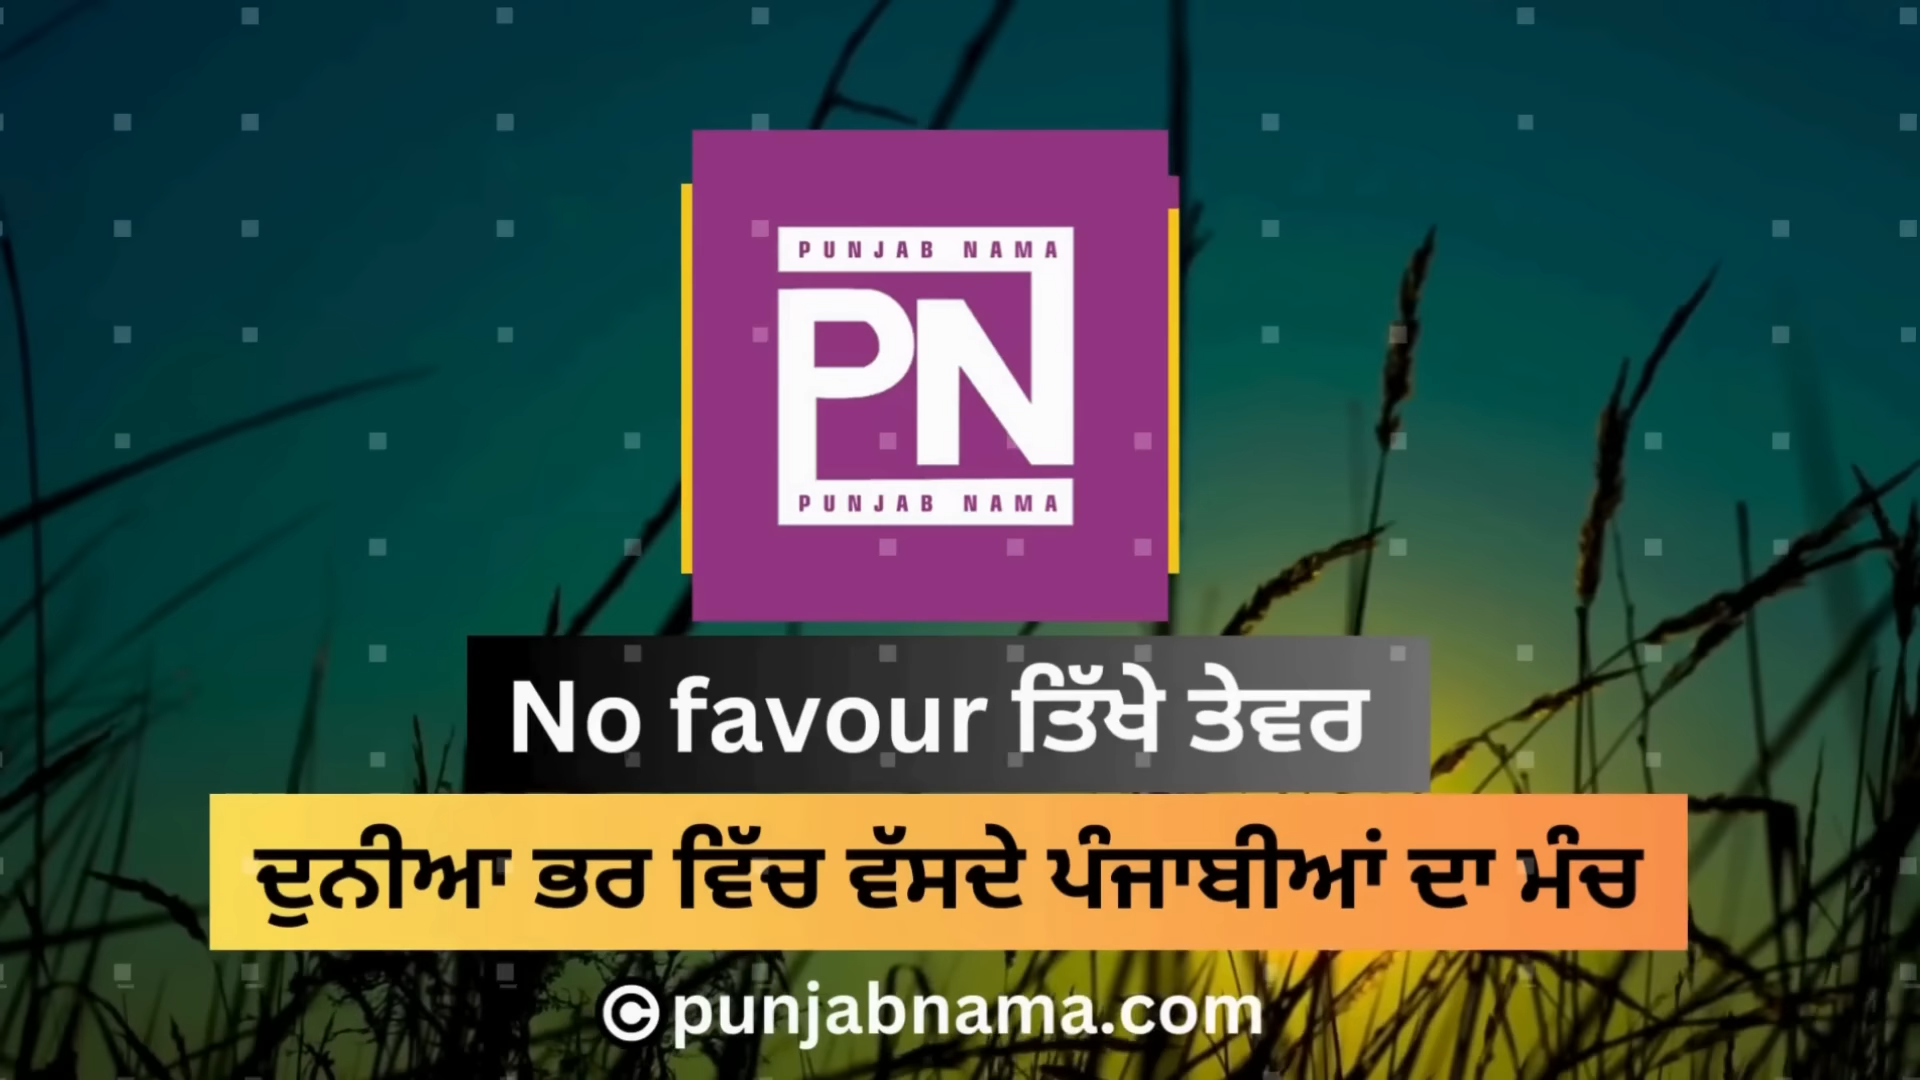 PUNJAB NAMA
PN
PUNJAB NAMA
No favour ਤਿੱਖੇ ਤੇਵਰ
ਦੁਨੀਆ ਭਰ ਵਿੱਚ ਵੱਸਦੇ ਪੰਜਾਬੀਆਂ ਦਾ ਮੰਚ
©punjabnama.com